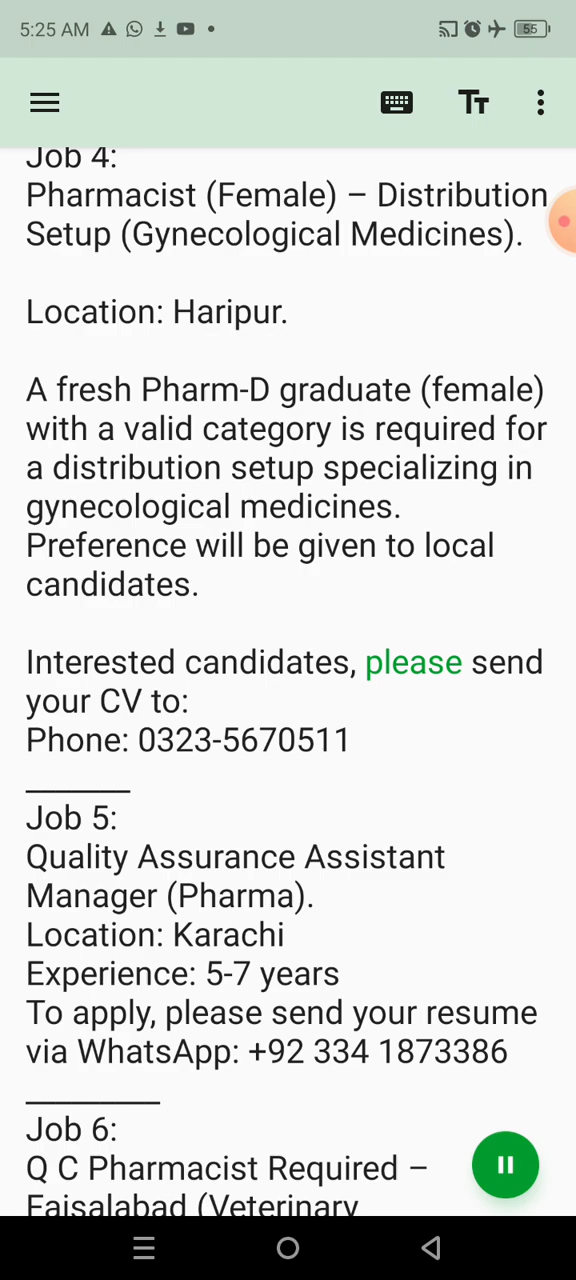 5:25 AM
55
Job 4:
Pharmacist (Female) – Distribution
Setup (Gynecological Medicines).
Location: Haripur.
A fresh Pharm-D graduate (female)
with a valid category is required for
a distribution setup specializing in
gynecological medicines.
Preference will be given to local
candidates.
Interested candidates, please send
your CV to:
Phone: 0323-5670511
Job 5:
Quality Assurance Assistant
Manager (Pharma).
Location: Karachi
Experience: 5-7 years
To apply, please send your resume
via WhatsApp: +92 334 1873386
Job 6:
Q C Pharmacist Required –
Faisalabad (Veterinary